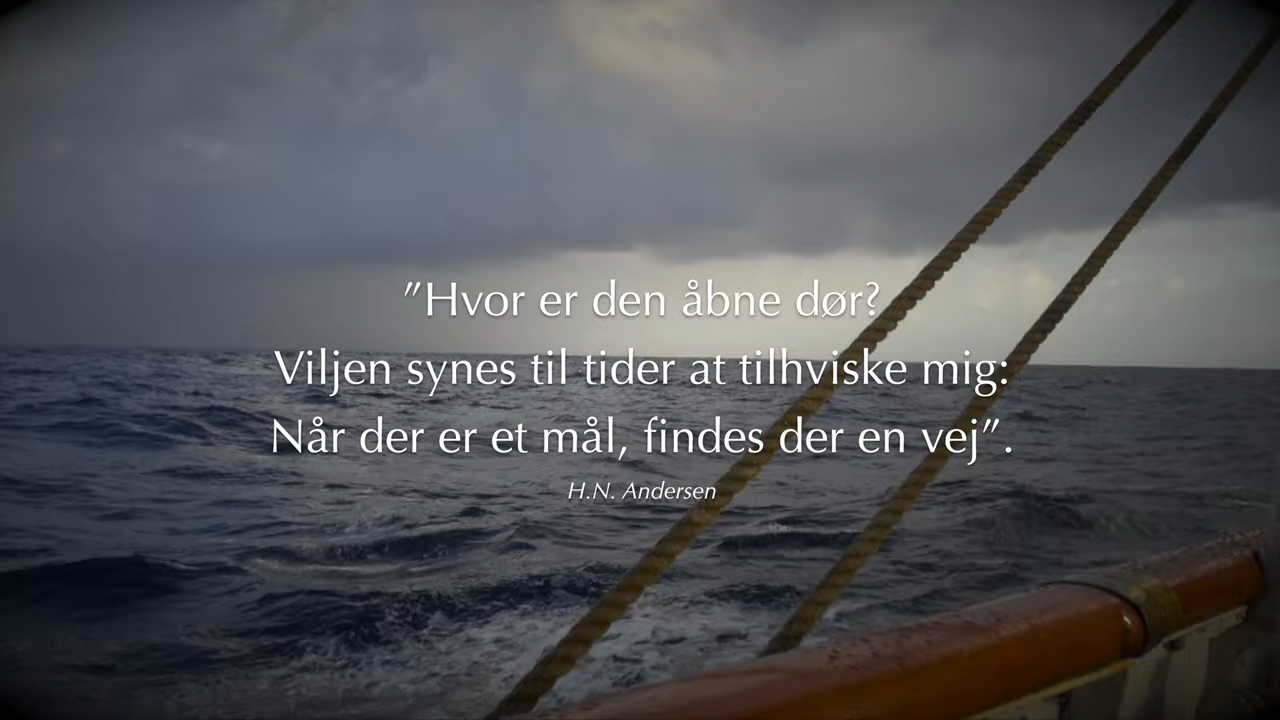 ”Hvor er den åbne dør?
Viljen synes til tider at tilhviske mig:
Når der er et mål, findes der en vej”.
H.N. Andersen